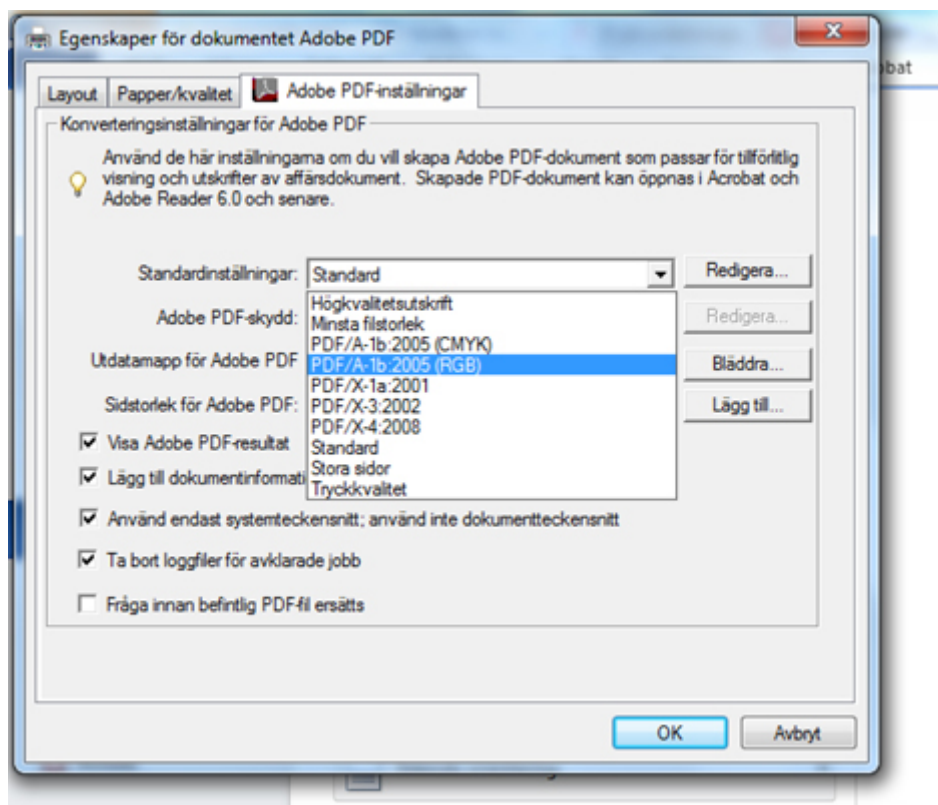 Egenskaper för dokumentet Adobe PDF
obat
Layout Papper/kvalitet Adobe PDF-inställningar
Konverteringsinställningar för Adobe PDF
Använd de här inställningarna om du vill skapa Adobe PDF-dokument som passar för tillförlitlig
visning och utskrifter av affärsdokument. Skapade PDF-dokument kan öppnas i Acrobat och
Adobe Reader 6.0 och senare.
Standardinställningar: Standard Redigera...
Högkvalitetsutskrift
Adobe PDF-skydd: Minsta filstorlek Redigera...
PDF/A-1b:2005 (CMYK)
Utdatamapp för Adobe PDF PDF/A-1b:2005 (RGB) Bläddra...
PDF/X-1a:2001
Sidstorlek för Adobe PDF: PDF/X-3:2002 Lägg till...
PDF/X-4:2008
Visa Adobe PDF-resultat Standard
Lägg till dokumentinformati Stora sidor
Tryckkvalitet
Använd endast systemteckensnitt; använd inte dokumentteckensnitt
Ta bort loggfiler för avklarade jobb
Fråga innan befintlig PDF-fil ersätts
OK Avbryt